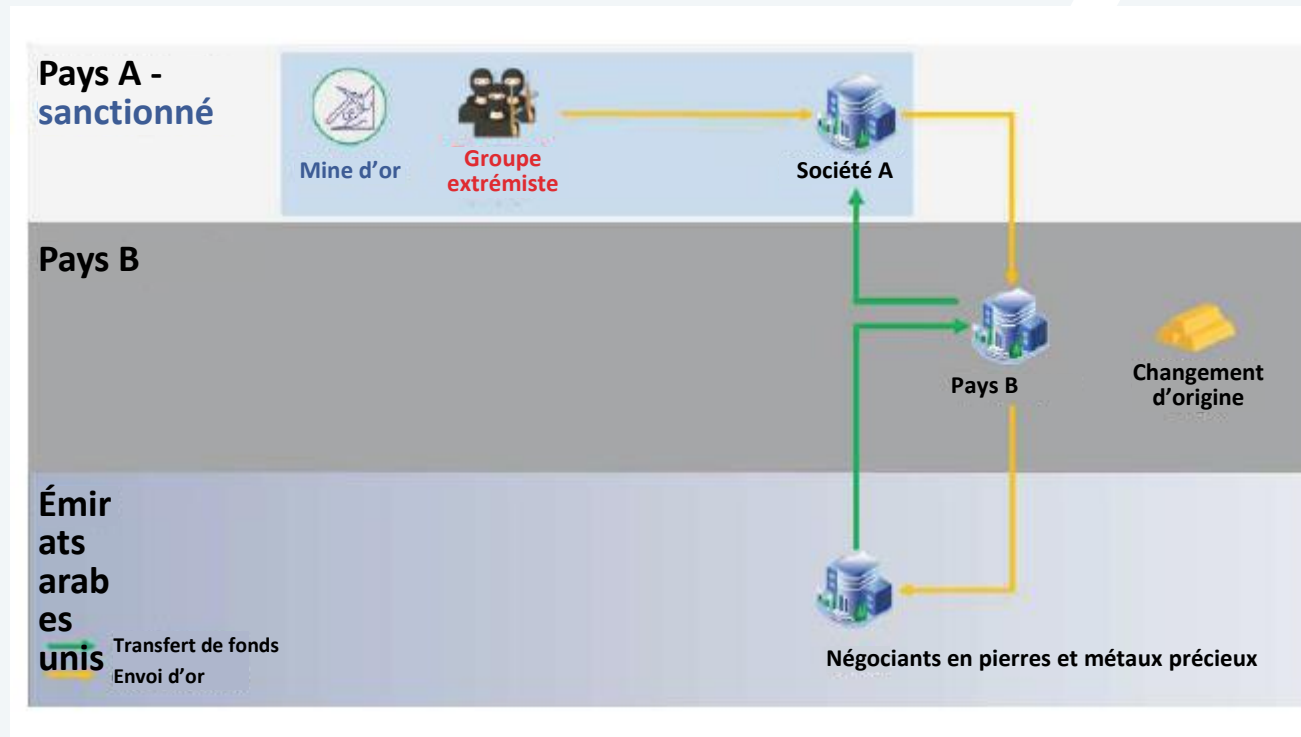 Pays A -
sanctionné
Mine d'or
Groupe
extrémiste
Société A
Pays B
Pays B
Changement
d'origine
Émir
ats
arab
es
unis
Transfert de fonds
Envoi d'or
Négociants en pierres et métaux précieux